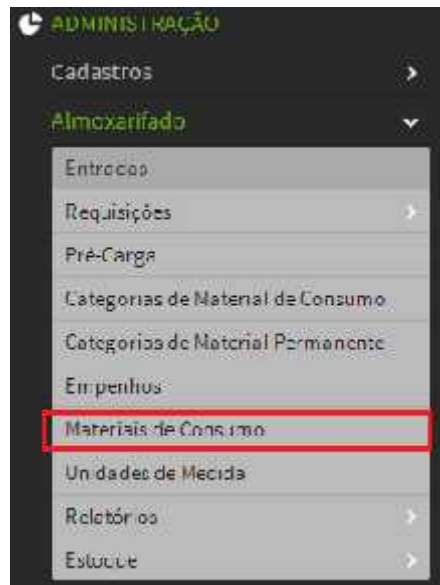 ADMINISTRAÇÃO
Cadastros
Almoxarifado
Entradas
Requisições
Pré-Carga
Categorias de Material de Consumo
Categorias de Material Permanente
Empenhos
Materiais de Consumo
Unidades de Medida
Relatórios
Estoque